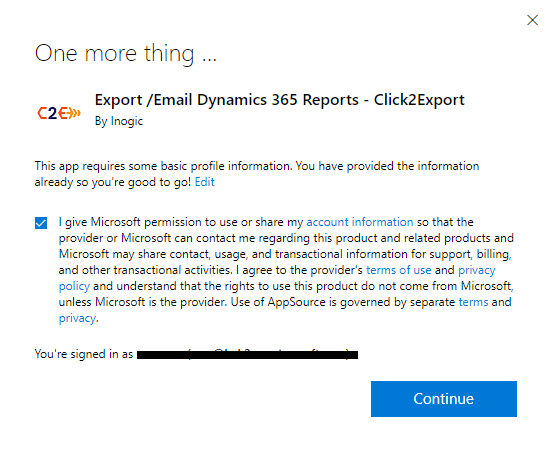 One more thing ...
C2E
Export /Email Dynamics 365 Reports - Click2Export
By Inogic
This app requires some basic profile information. You have provided the information
already so you're good to go! Edit
I give Microsoft permission to use or share my account information so that the
provider or Microsoft can contact me regarding this product and related products and
Microsoft may share contact, usage, and transactional information for support, billing,
and other transactional activities. I agree to the provider's terms of use and privacy
policy and understand that the rights to use this product do not come from Microsoft,
unless Microsoft is the provider. Use of AppSource is governed by separate terms and
privacy.
You're signed in as
Continue